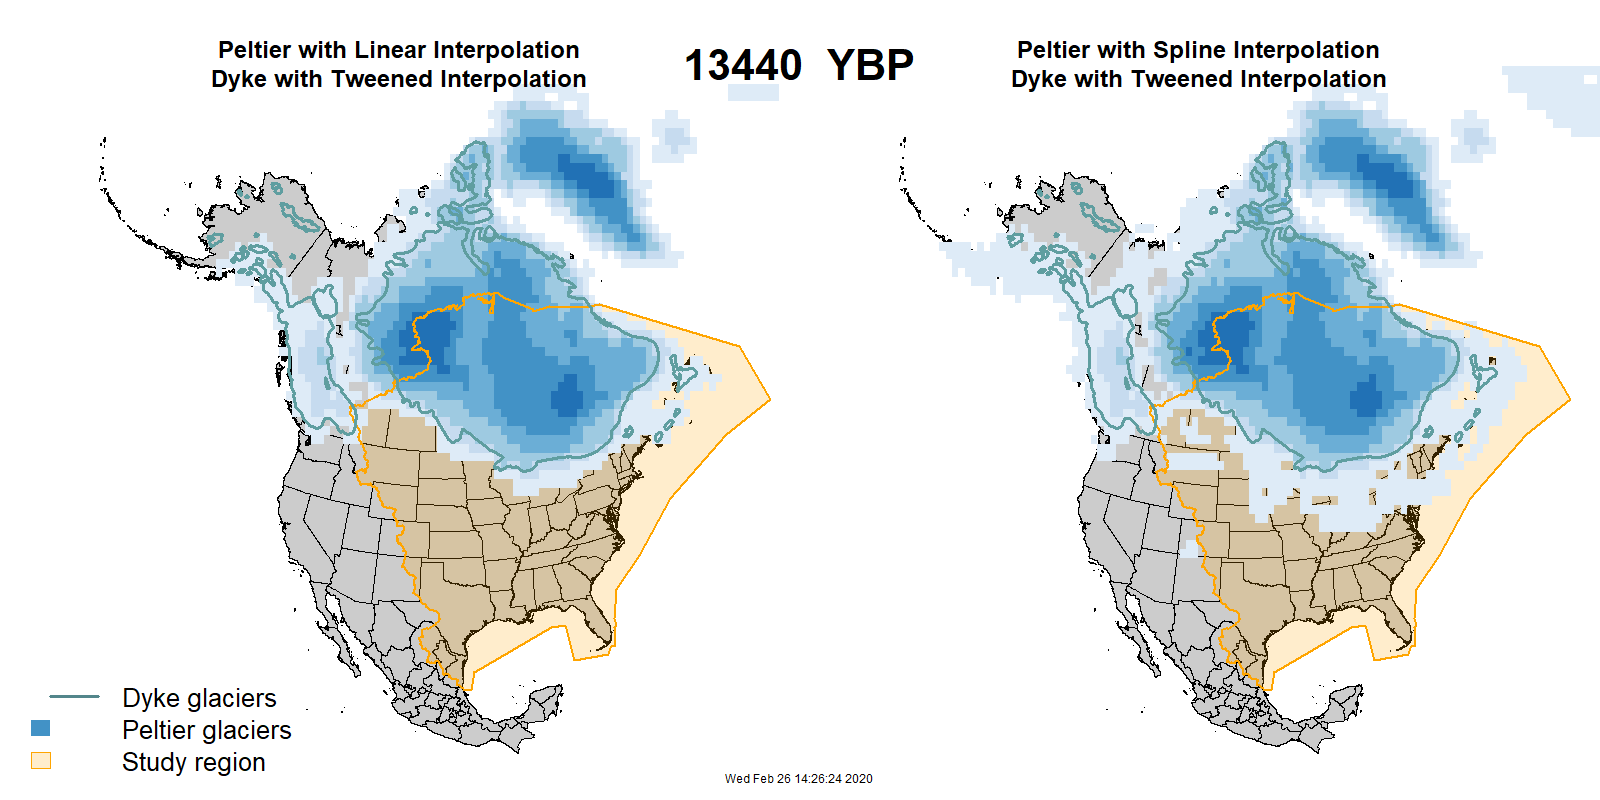 Peltier with Linear Interpolation
Dyke with Tweened Interpolation
13440 YBP
Peltier with Spline Interpolation
Dyke with Tweened Interpolation
Dyke glaciers
Peltier glaciers
Study region
Wed Feb 26 14:26:24 2020